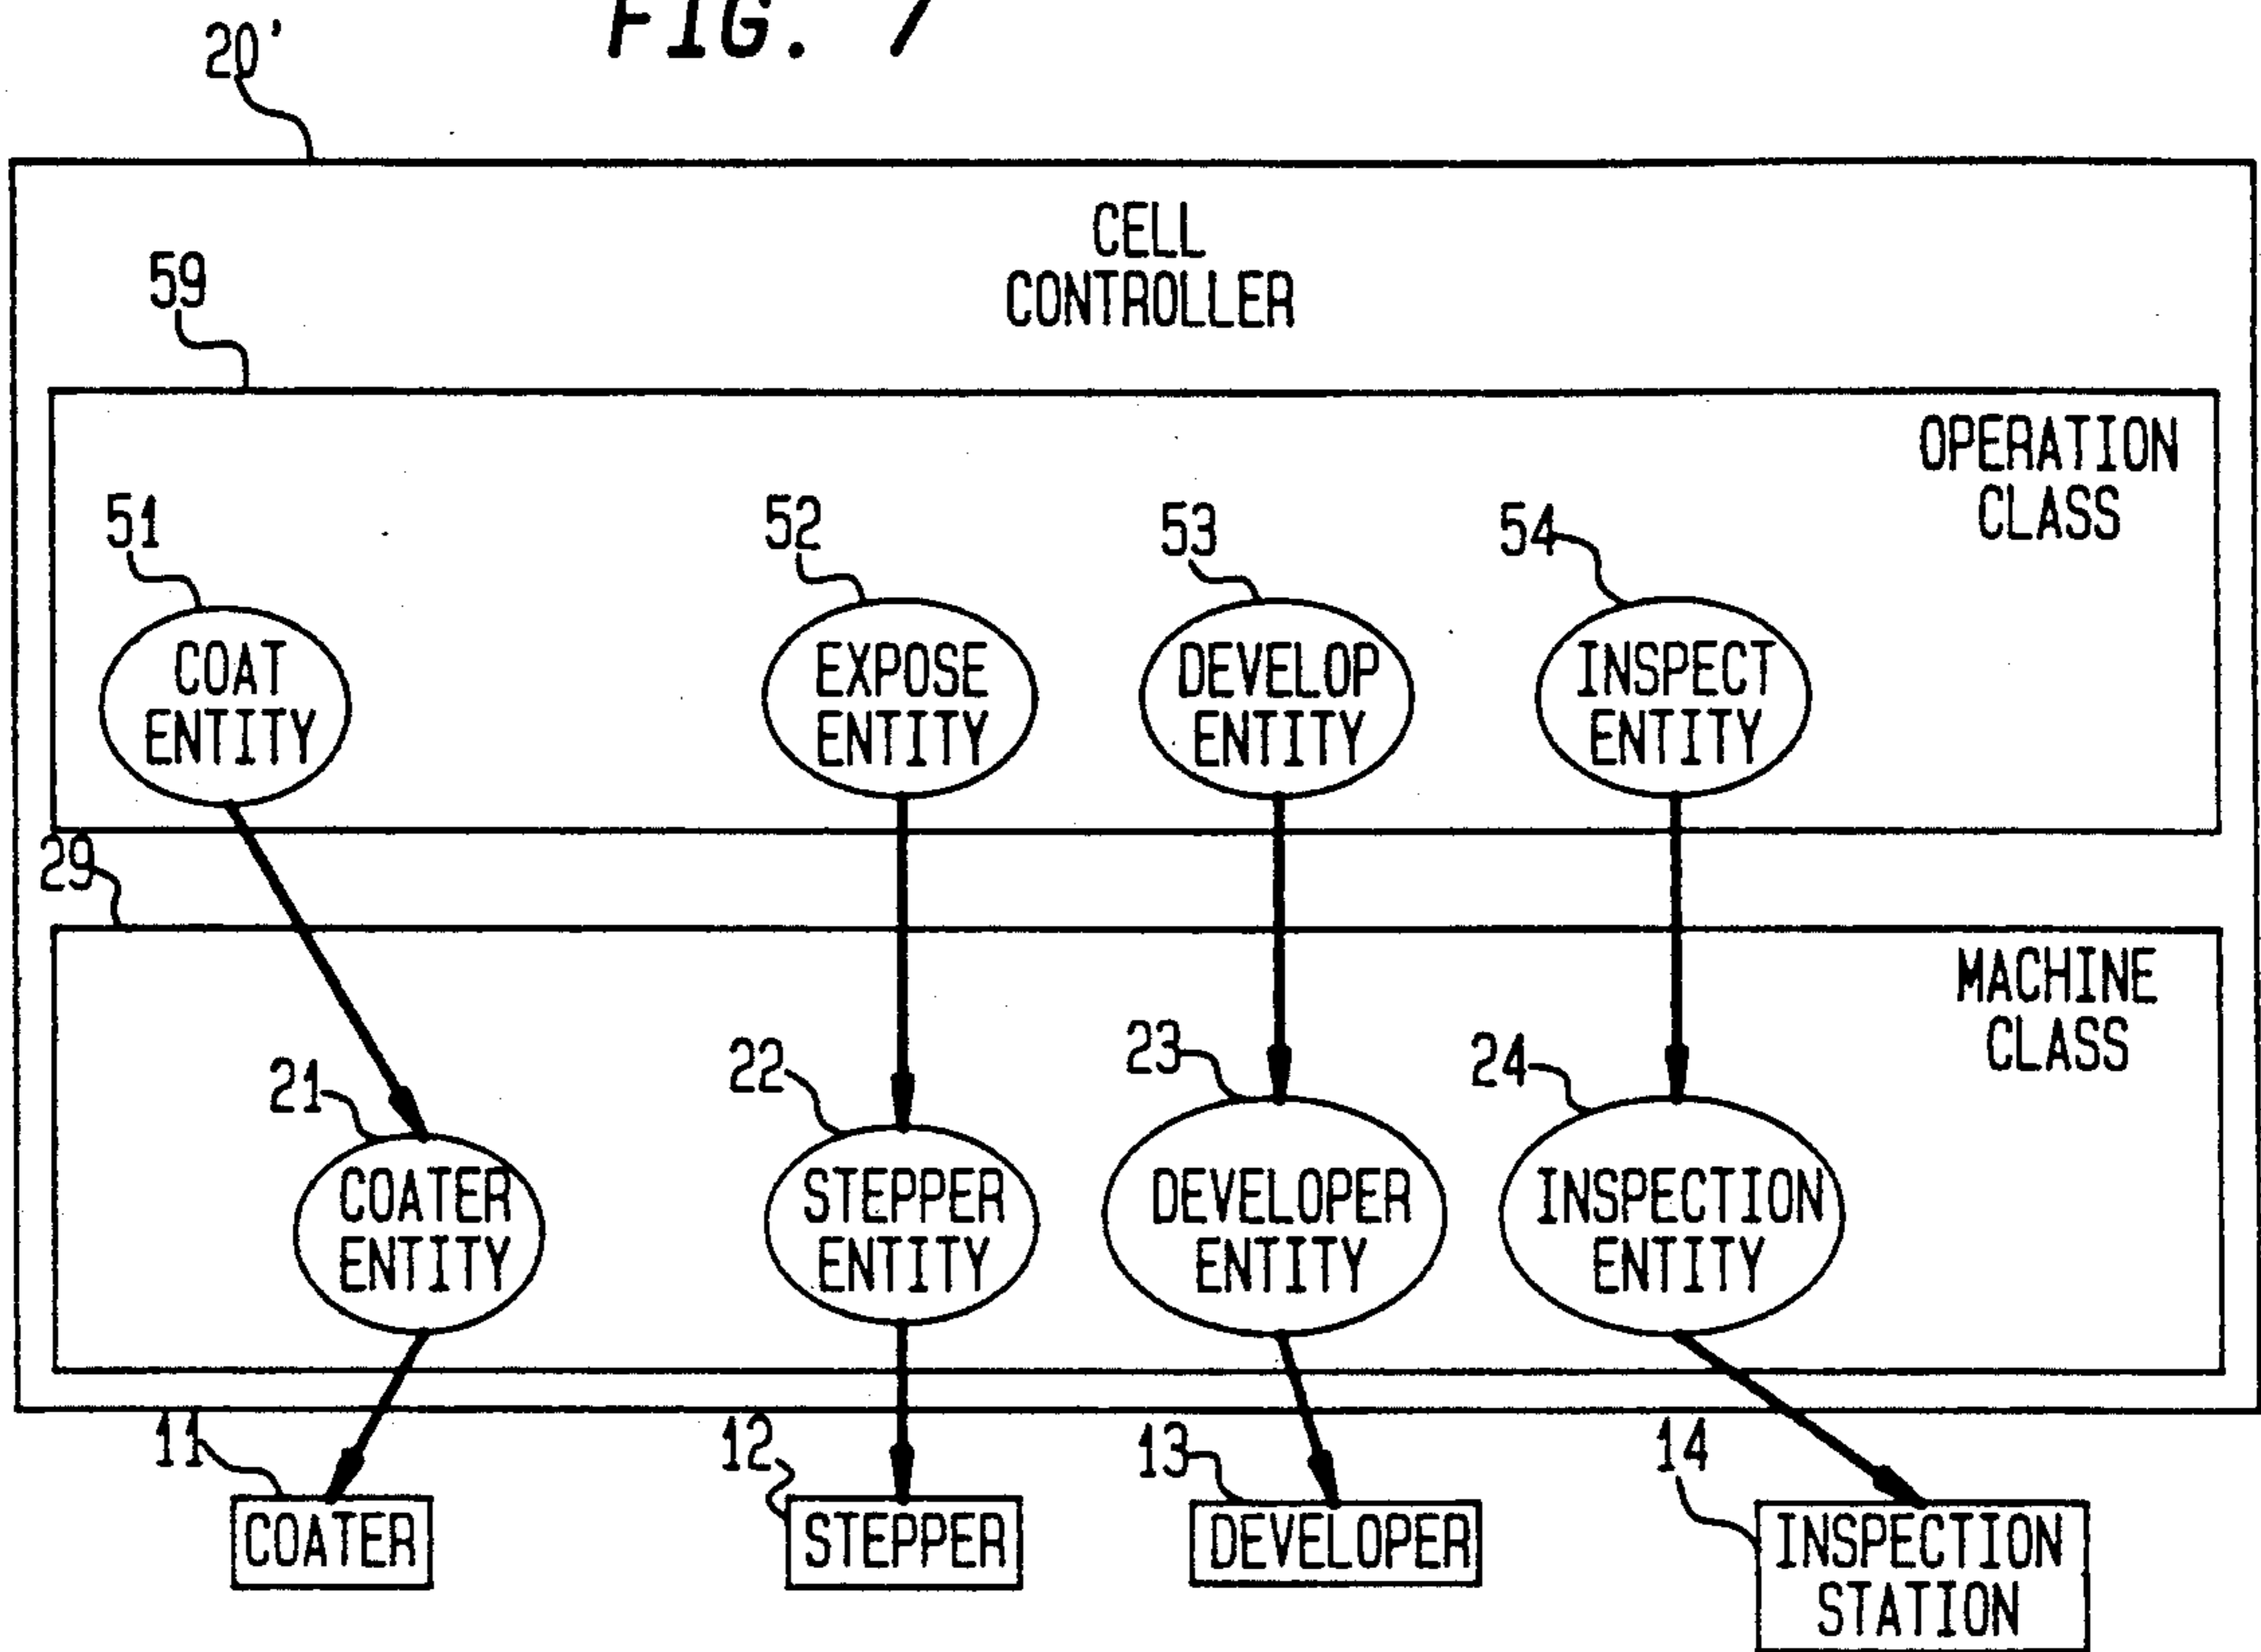 FIG. 7
20'
CELL
CONTROLLER
59
OPERATION
CLASS
51
52
53
54
COAT
ENTITY
EXPOSE
ENTITY
DEVELOP
ENTITY
INSPECT
ENTITY
29
MACHINE
CLASS
21
22
23
24
COATER
ENTITY
STEPPER
ENTITY
DEVELOPER
ENTITY
INSPECTION
ENTITY
11
12
13
14
COATER
STEPPER
DEVELOPER
INSPECTION
STATION